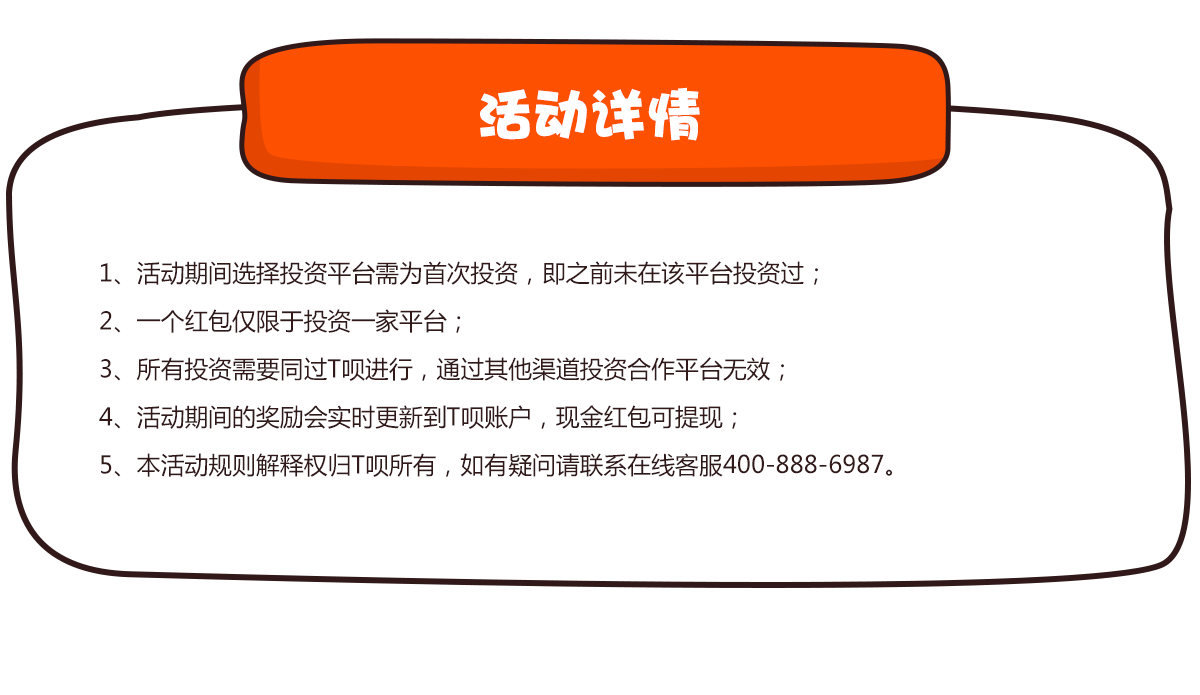 活动详情
1、活动期间选择投资平台需为首次投资，即之前未在该平台投资过；
2、一个红包仅限于投资一家平台；
3、所有投资需要同过T呗进行，通过其他渠道投资合作平台无效；
4、活动期间的奖励会实时更新到T呗账户，现金红包可提现；
5、本活动规则解释权归T呗所有，如有疑问请联系在线客服400-888-6987。